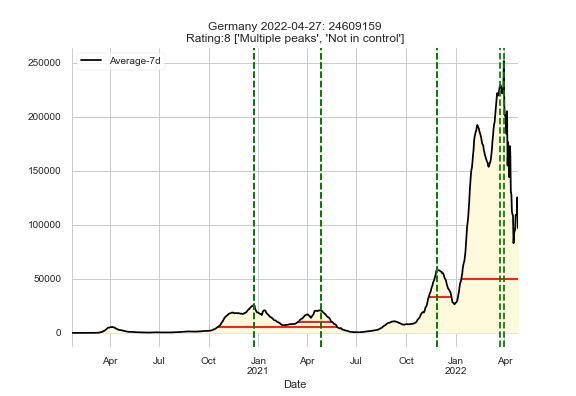 Germany 2022-04-27: 24609159
Rating:8 ['Multiple peaks', 'Not in control']
Average-7d
250000
200000
150000
100000
50000
0
Apr Jul Oct Jan Apr Jul Oct Jan Apr
2021 2022
Date